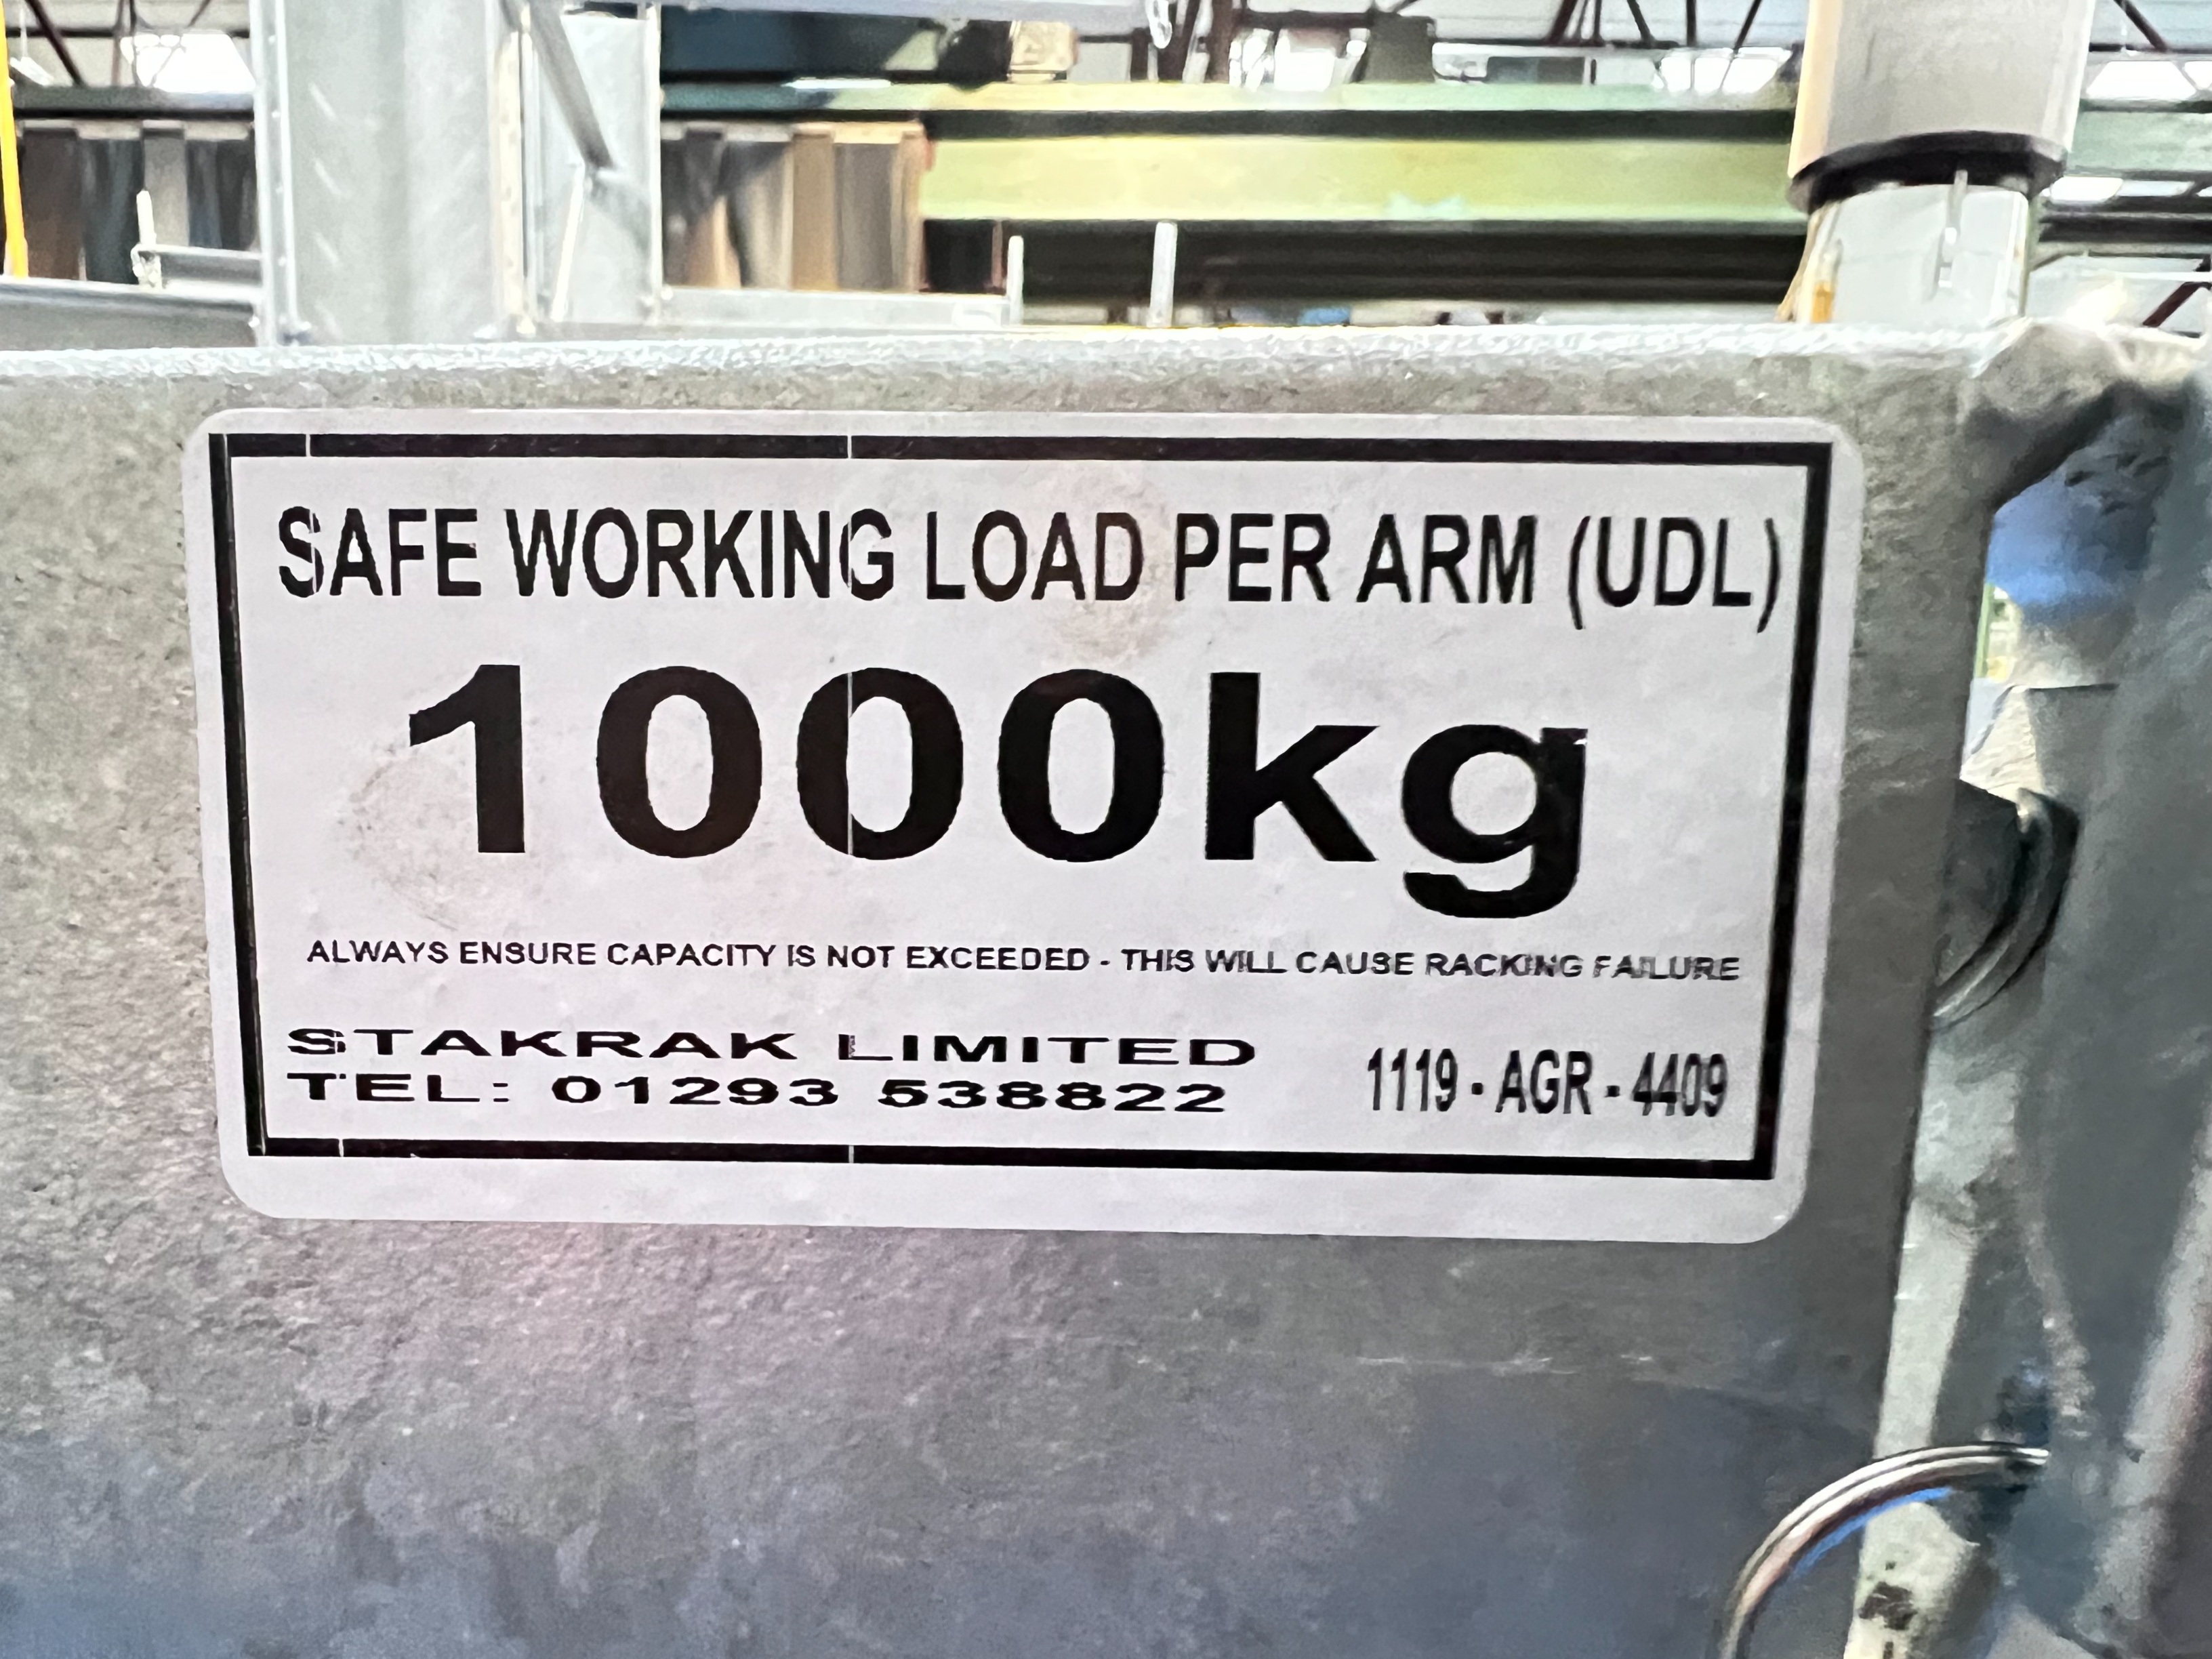 SAFE WORKING LOAD PER ARM (UDL)
1000kg
ALWAYS ENSURE CAPACITY IS NOT EXCEEDED - THIS WILL CAUSE RACKING FAILURE
STAKRAK LIMITED
TEL: 01293 538822
1119 - AGR - 4409